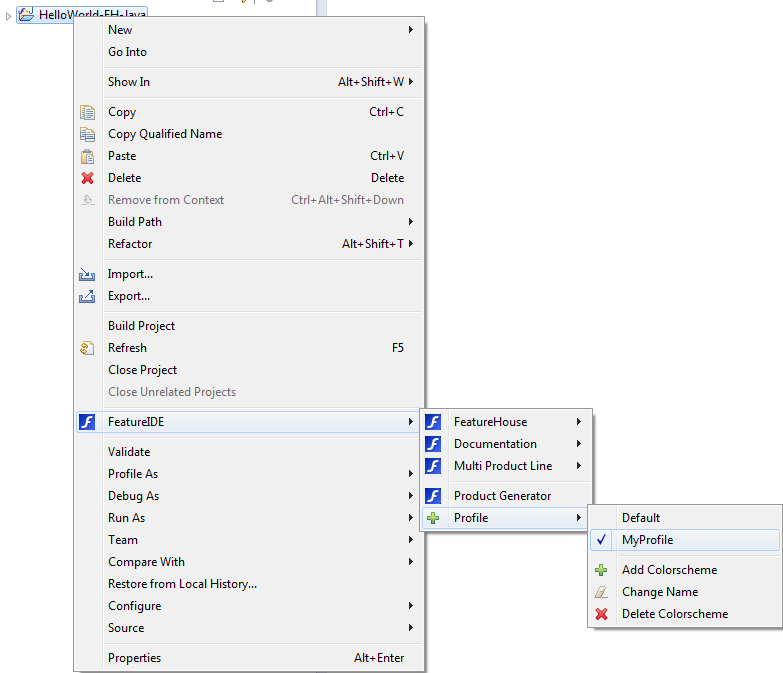 HelloWorld-FH-Java
New
Go Into
Show In Alt+Shift+W
Copy Ctrl+C
Copy Qualified Name
Paste Ctrl+V
Delete Delete
Remove from Context Ctrl+Alt+Shift+Down
Build Path
Refactor Alt+Shift+T
Import...
Export...
Build Project
Refresh F5
Close Project
Close Unrelated Projects
FeatureIDE
Validate
Profile As
Debug As
Run As
Team
Compare With
Restore from Local History...
Configure
Source
Properties Alt+Enter
FeatureHouse
Documentation
Multi Product Line
Product Generator
Profile
Default
MyProfile
Add Colorscheme
Change Name
Delete Colorscheme